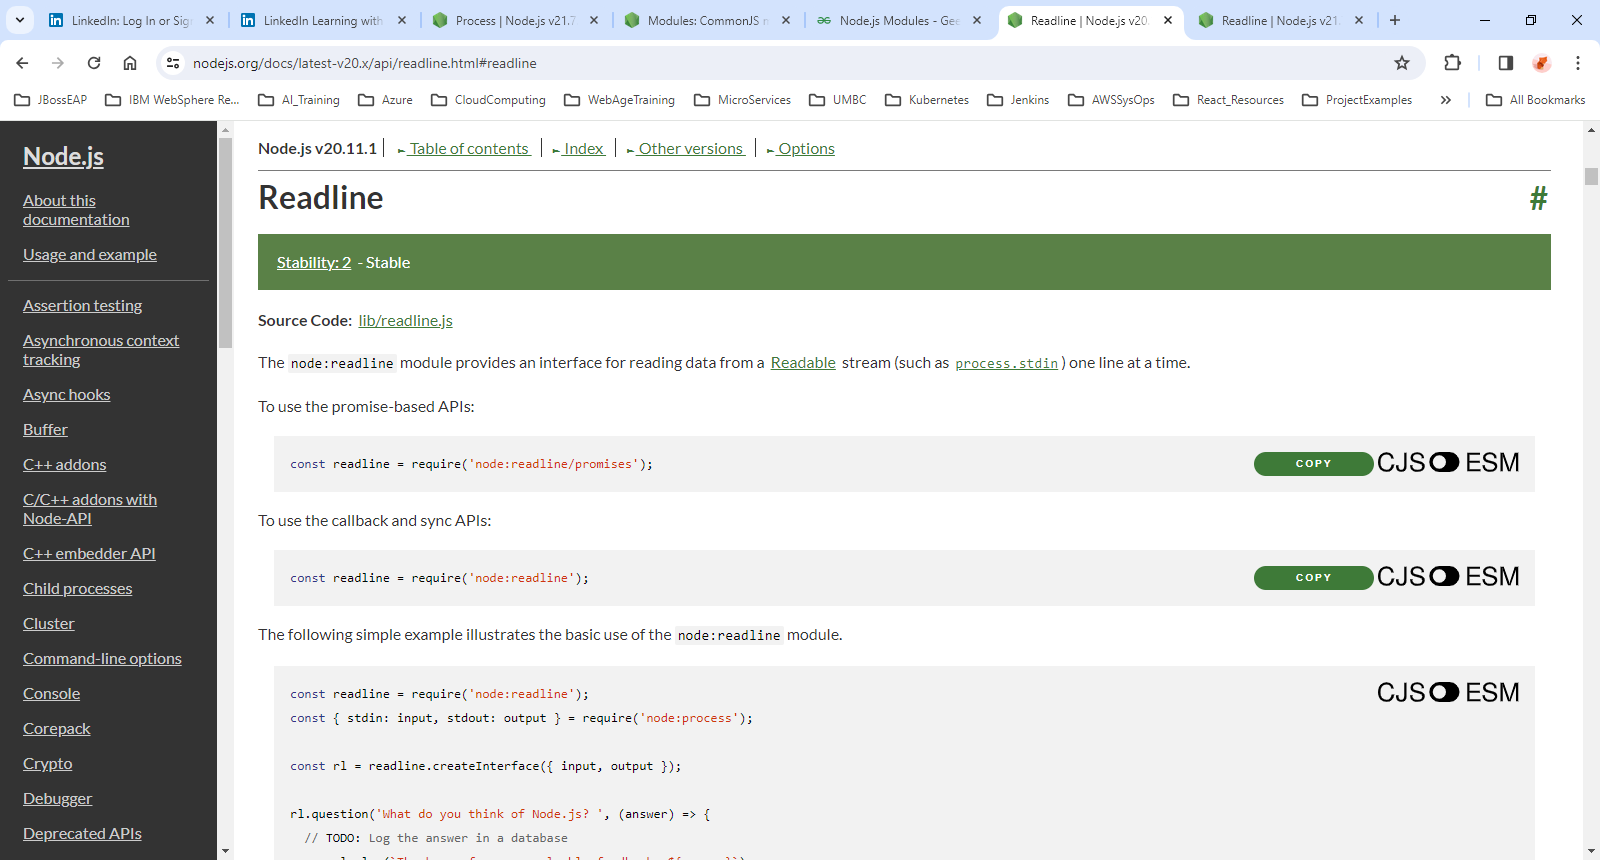 LinkedIn: Log In or Sig
LinkedIn Learning with
Process | Node.js v21.7
Modules: CommonJS m
Node.js Modules - Gee
Readline | Node.js v20.
Readline | Node.js v21.
nodejs.org/docs/latest-v20.x/api/readline.html#readline
JBossEAP
IBM WebSphere Re...
AI_Training
Azure
CloudComputing
WebAgeTraining
MicroServices
UMBC
Kubernetes
Jenkins
AWSSysOps
React_Resources
ProjectExamples
»
All Bookmarks
Node.js
About this
documentation
Usage and example
Assertion testing
Asynchronous context
tracking
Async hooks
Buffer
C++ addons
C/C++ addons with
Node-API
C++ embedder API
Child processes
Cluster
Command-line options
Console
Corepack
Crypto
Debugger
Deprecated APIs
Node.js v20.11.1 | ► Table of contents | ► Index | ► Other versions | ► Options
Readline #
Stability: 2 - Stable
Source Code: lib/readline.js
The node:readline module provides an interface for reading data from a Readable stream (such as process.stdin) one line at a time.
To use the promise-based APIs:
const readline = require('node:readline/promises');
COPY CJS ESM
To use the callback and sync APIs:
const readline = require('node:readline');
COPY CJS ESM
The following simple example illustrates the basic use of the node:readline module.
CJS ESM
const readline = require('node:readline');
const { stdin: input, stdout: output } = require('node:process');
const rl = readline.createInterface({ input, output });
rl.question('What do you think of Node.js? ', (answer) => {
// TODO: Log the answer in a database